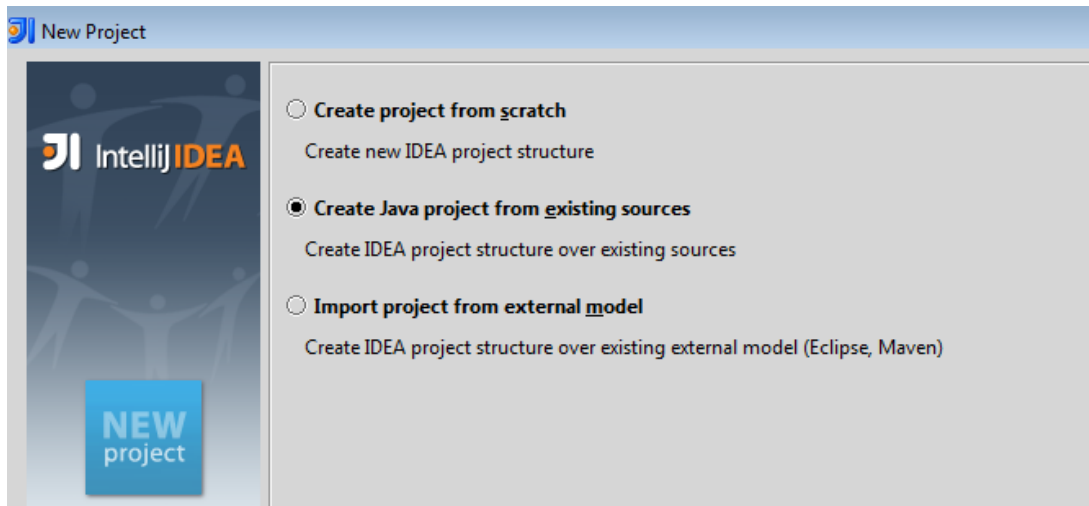 New Project
IntelliJ IDEA
NEW
project
Create project from scratch
Create new IDEA project structure
Create Java project from existing sources
Create IDEA project structure over existing sources
Import project from external model
Create IDEA project structure over existing external model (Eclipse, Maven)